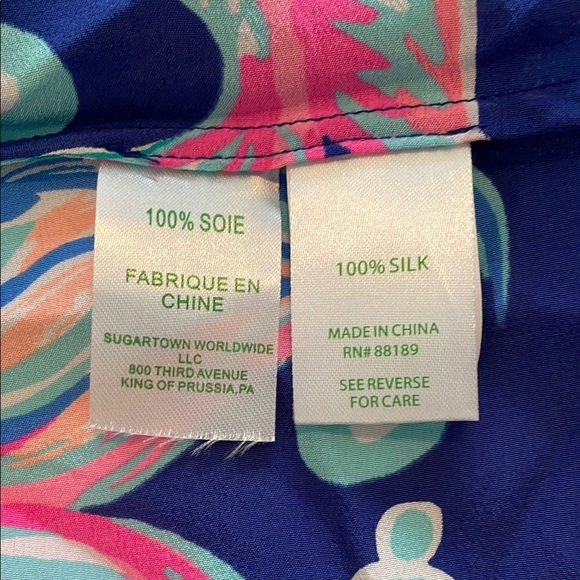 100% SOIE
FABRIQUE EN
CHINE
SUGARTOWN WORLDWIDE
LLC
800 THIRD AVENUE
KING OF PRUSSIA,PA
100% SILK
MADE IN CHINA
RN# 88189
SEE REVERSE
FOR CARE